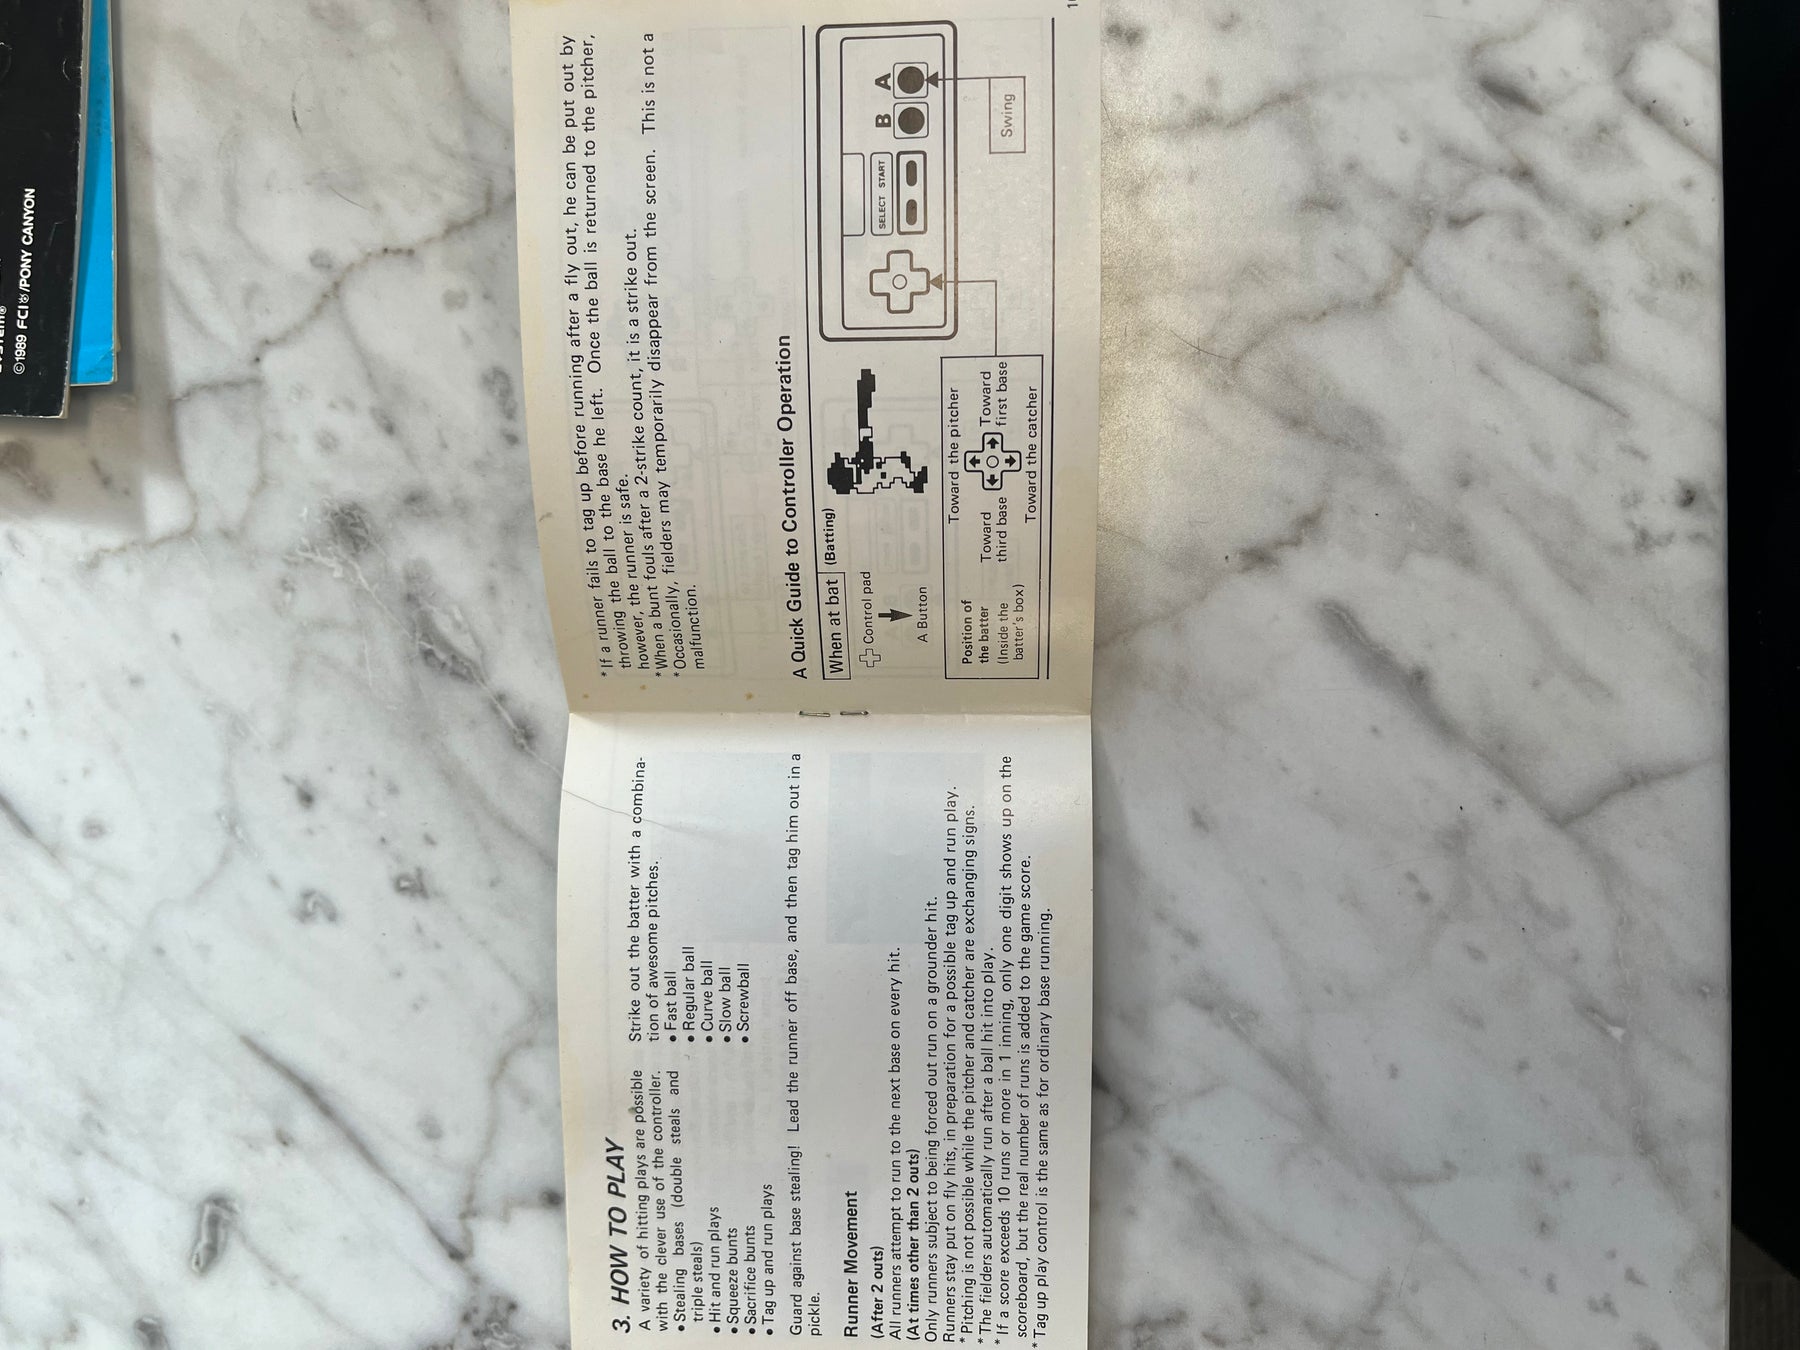 3. HOW TO PLAY
A variety of hitting plays are possible
with the clever use of the controller.
• Stealing bases (double steals and
triple steals)
• Hit and run plays
• Squeeze bunts
• Sacrifice bunts
• Tag up and run plays
Strike out the batter with a combina-
tion of awesome pitches.
• Fast ball
• Regular ball
• Curve ball
• Slow ball
• Screwball
Guard against base stealing! Lead the runner off base, and then tag him out in a
pickle.
Runner Movement
(After 2 outs)
All runners attempt to run to the next base on every hit.
(At times other than 2 outs)
Only runners subject to being forced out run on a grounder hit.
Runners stay put on fly hits, in preparation for a possible tag up and run play.
* Pitching is not possible while the pitcher and catcher are exchanging signs.
* The fielders automatically run after a ball hit into play.
* If a score exceeds 10 runs or more in 1 inning, only one digit shows up on the
scoreboard, but the real number of runs is added to the game score.
* Tag up play control is the same as for ordinary base running.
* If a runner fails to tag up before running after a fly out, he can be put out by
throwing the ball to the base he left. Once the ball is returned to the pitcher,
however, the runner is safe.
* When a bunt fouls after a 2-strike count, it is a strike out.
* Occasionally, fielders may temporarily disappear from the screen. This is not a
malfunction.
A Quick Guide to Controller Operation
When at bat (Batting)
Control pad
A Button
SELECT START
B A
Swing
Position of
the batter
(Inside the
batter's box)
Toward the pitcher
Toward
third base
Toward
first base
Toward the catcher
©1989 FCI®/PONY CANYON